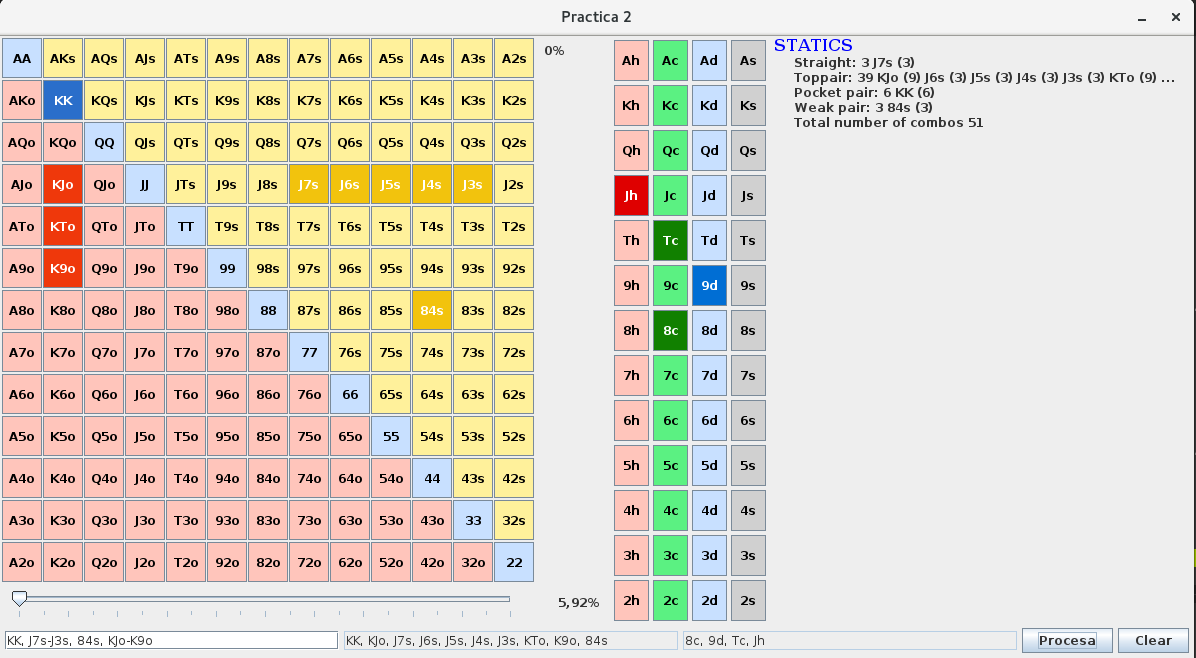 Practica 2
AA AKs AQs AJs ATs A9s A8s A7s A6s A5s A4s A3s A2s
AKo KK KQs KJs KTs K9s K8s K7s K6s K5s K4s K3s K2s
AQo KQo QQ QJs QTs Q9s Q8s Q7s Q6s Q5s Q4s Q3s Q2s
AJo KJo QJo JJ JTs J9s J8s J7s J6s J5s J4s J3s J2s
ATo KTo QTo JTo TT T9s T8s T7s T6s T5s T4s T3s T2s
A9o K9o Q9o J9o T9o 99 98s 97s 96s 95s 94s 93s 92s
A8o K8o Q8o J8o T8o 98o 88 87s 86s 85s 84s 83s 82s
A7o K7o Q7o J7o T7o 97o 87o 77 76s 75s 74s 73s 72s
A6o K6o Q6o J6o T6o 96o 86o 76o 66 65s 64s 63s 62s
A5o K5o Q5o J5o T5o 95o 85o 75o 65o 55 54s 53s 52s
A4o K4o Q4o J4o T4o 94o 84o 74o 64o 54o 44 43s 42s
A3o K3o Q3o J3o T3o 93o 83o 73o 63o 53o 43o 33 32s
A2o K2o Q2o J2o T2o 92o 82o 72o 62o 52o 42o 32o 22
0%
5,92%
Ah Ac Ad As
Kh Kc Kd Ks
Qh Qc Qd Qs
Jh Jc Jd Js
Th Tc Td Ts
9h 9c 9d 9s
8h 8c 8d 8s
7h 7c 7d 7s
6h 6c 6d 6s
5h 5c 5d 5s
4h 4c 4d 4s
3h 3c 3d 3s
2h 2c 2d 2s
STATICS
Straight: 3 J7s (3)
Toppair: 39 KJo (9) J6s (3) J5s (3) J4s (3) J3s (3) KTo (9) ...
Pocket pair: 6 KK (6)
Weak pair: 3 84s (3)
Total number of combos 51
KK, J7s-J3s, 84s, KJo-K9o
KK, KJo, J7s, J6s, J5s, J4s, J3s, KTo, K9o, 84s
8c, 9d, Tc, Jh
Procesa
Clear